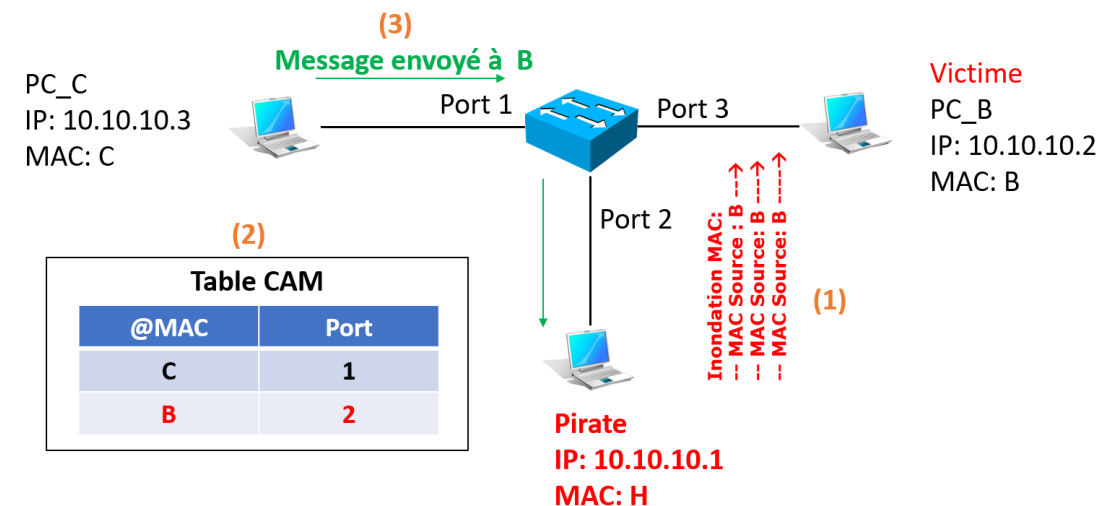 (3)
Message envoyé à B
PC_C
IP: 10.10.10.3
MAC: C
Port 1
Port 3
Victime
PC_B
IP: 10.10.10.2
MAC: B
Port 2
Inondation MAC:
-- MAC Source : B --->
-- MAC Source: B ---->
-- MAC Source: B ----->
(1)
(2)
Table CAM
@MAC Port
C 1
B 2
Pirate
IP: 10.10.10.1
MAC: H